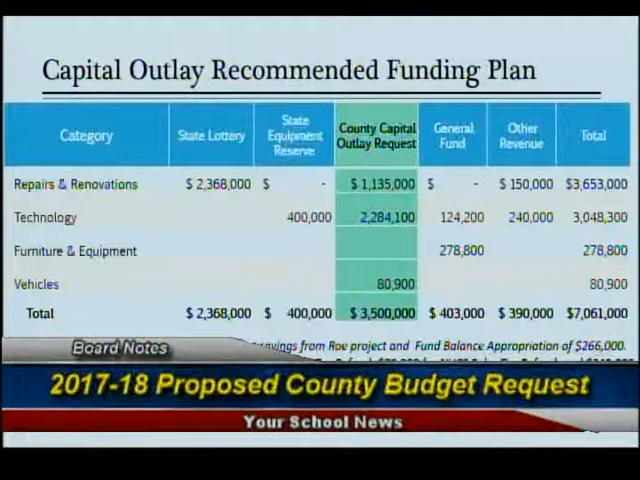 Capital Outlay Recommended Funding Plan
Category State Lottery State Equipment Reserve County Capital Outlay Request General Fund Other Revenue Total
Repairs & Renovations $ 2,368,000 $ - $ 1,135,000 $ - $ 150,000 $3,653,000
Technology 400,000 2,284,100 124,200 240,000 3,048,300
Furniture & Equipment 278,800 278,800
Vehicles 80,900 80,900
Total $ 2,368,000 $ 400,000 $ 3,500,000 $ 403,000 $ 390,000 $7,061,000
savings from Roe project and Fund Balance Appropriation of $266,000.
Board Notes
2017-18 Proposed County Budget Request
Your School News